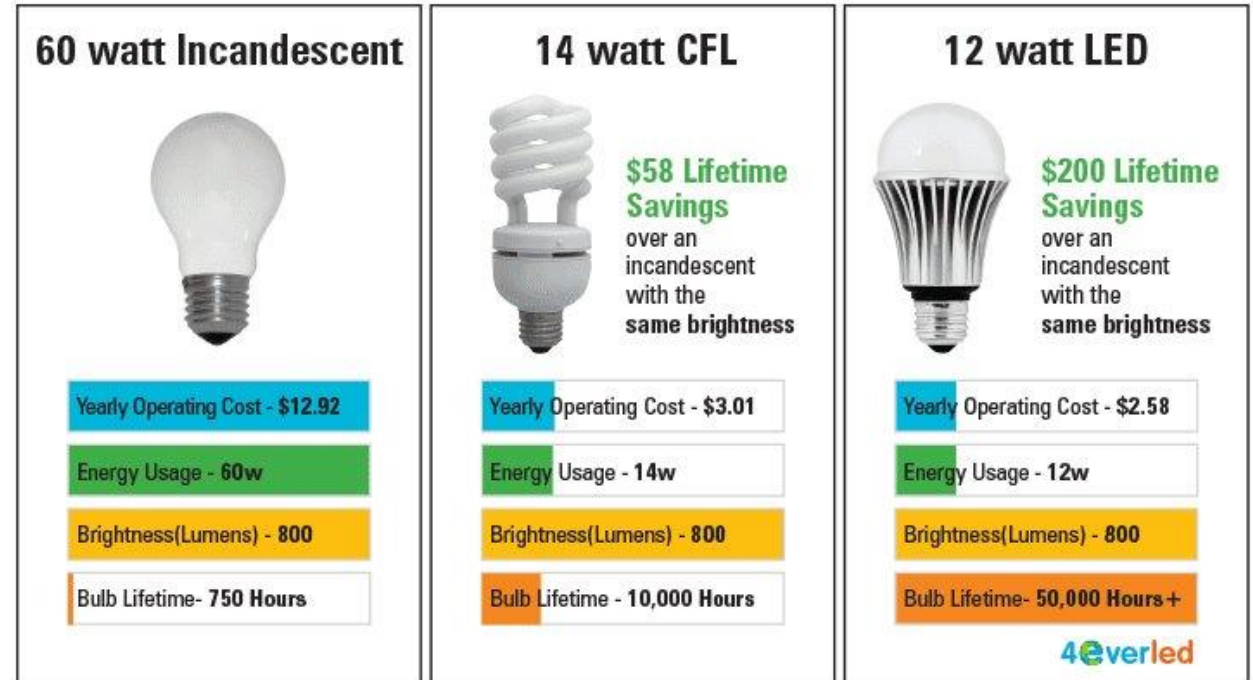 60 watt Incandescent
Yearly Operating Cost - $12.92
Energy Usage - 60w
Brightness(Lumens) - 800
Bulb Lifetime- 750 Hours
14 watt CFL
$58 Lifetime
Savings
over an
incandescent
with the
same brightness
Yearly Operating Cost - $3.01
Energy Usage - 14w
Brightness(Lumens) - 800
Bulb Lifetime - 10,000 Hours
12 watt LED
$200 Lifetime
Savings
over an
incandescent
with the
same brightness
Yearly Operating Cost - $2.58
Energy Usage - 12w
Brightness(Lumens) - 800
Bulb Lifetime- 50,000 Hours+
4everled